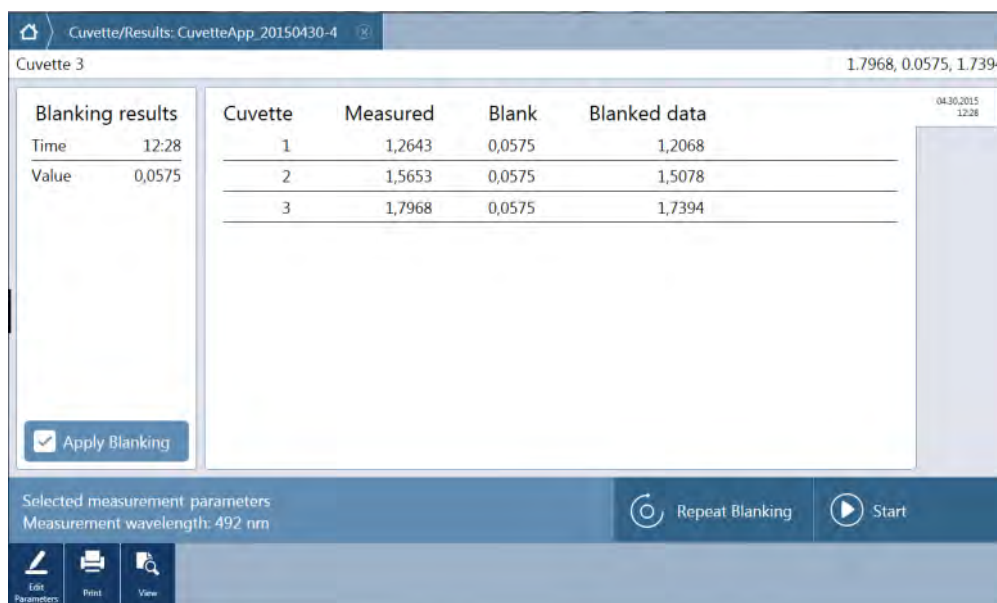 Cuvette/Results: CuvetteApp_20150430-4
Cuvette 3 1.7968, 0.0575, 1.7394
Blanking results
Time 12:28
Value 0,0575
Cuvette Measured Blank Blanked data
1 1,2643 0,0575 1,2068
2 1,5653 0,0575 1,5078
3 1,7968 0,0575 1,7394
04.30.2015
12:28
Apply Blanking
Selected measurement parameters
Measurement wavelength: 492 nm
Repeat Blanking
Start
Edit
Parameters
Print
View